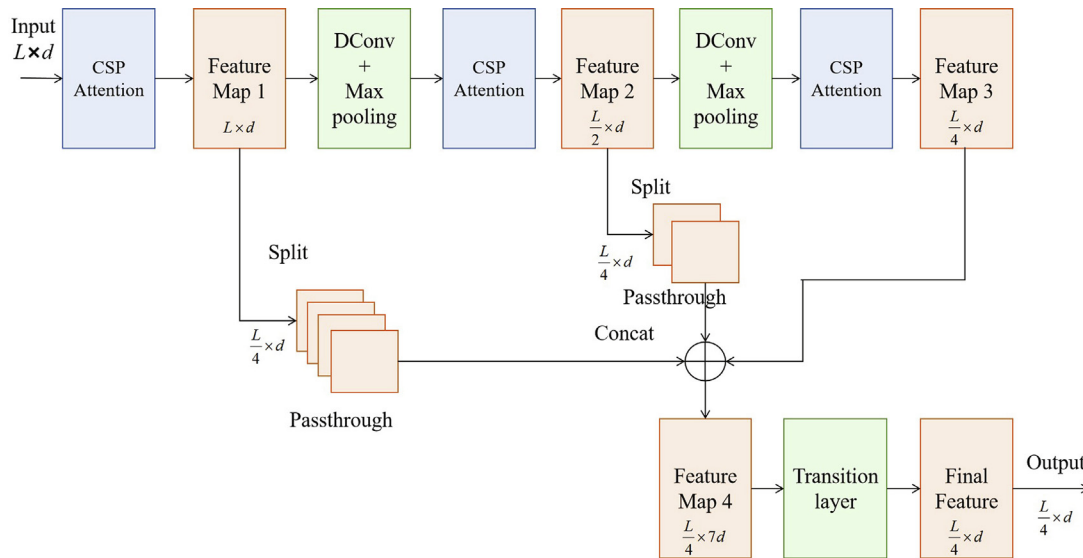 Input
L×d
CSP
Attention
Feature
Map 1
L×d
DConv
+
Max
pooling
CSP
Attention
Feature
Map 2
L/2 ×d
DConv
+
Max
pooling
CSP
Attention
Feature
Map 3
L/4 ×d
Split
L/4 ×d
Passthrough
Split
L/4 ×d
Passthrough
Concat
Feature
Map 4
L/4 ×7d
Transition
layer
Final
Feature
L/4 ×d
Output
L/4 ×d